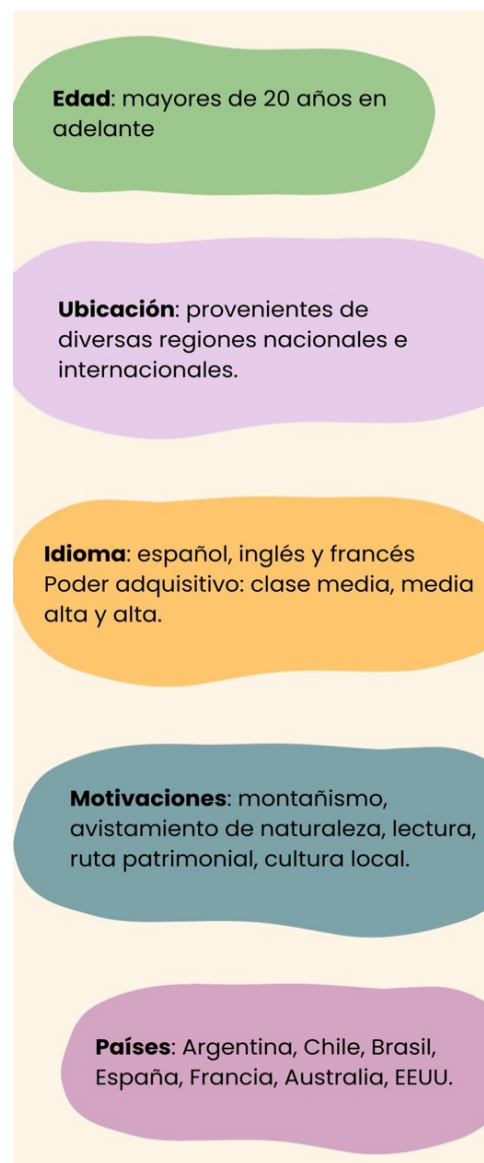 Edad: mayores de 20 años en
adelante
Ubicación: provenientes de
diversas regiones nacionales e
internacionales.
Idioma: español, inglés y francés
Poder adquisitivo: clase media, media
alta y alta.
Motivaciones: montañismo,
avistamiento de naturaleza, lectura,
ruta patrimonial, cultura local.
Países: Argentina, Chile, Brasil,
España, Francia, Australia, EEUU.